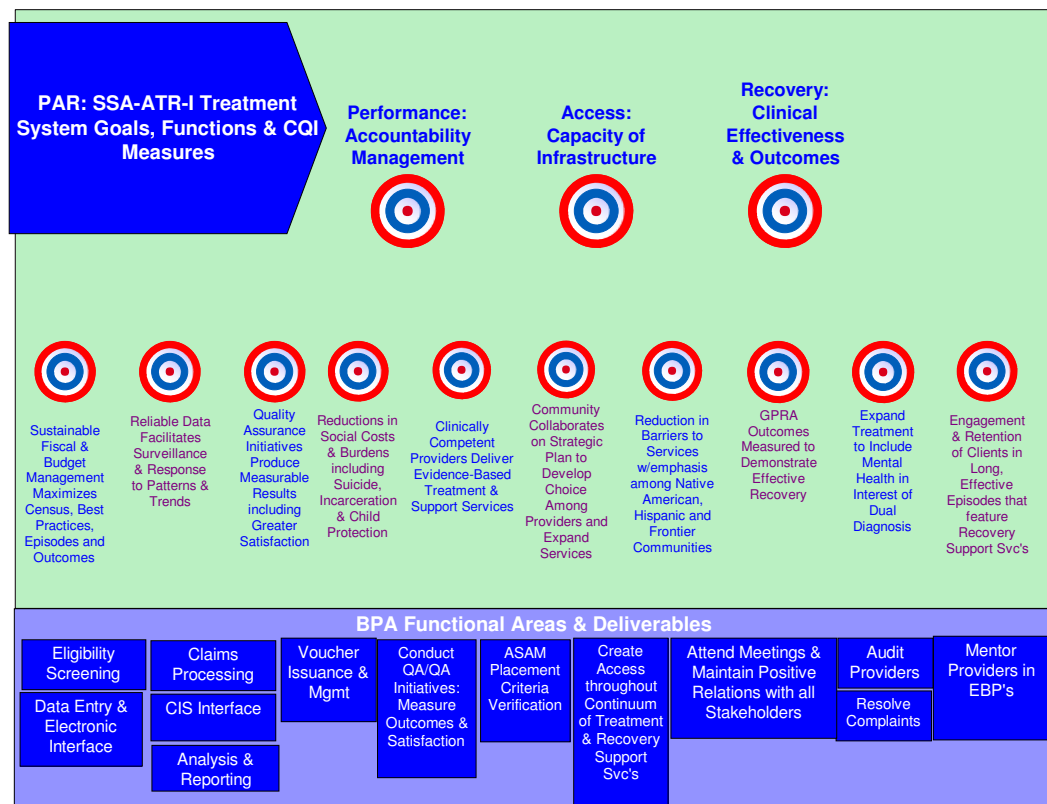 PAR: SSA-ATR-I Treatment
System Goals, Functions & CQI
Measures
Performance:
Accountability
Management
Access:
Capacity of
Infrastructure
Recovery:
Clinical
Effectiveness
& Outcomes
Sustainable
Fiscal &
Budget
Management
Maximizes
Census, Best
Practices,
Episodes and
Outcomes
Reliable Data
Facilitates
Surveillance
& Response
to Patterns &
Trends
Quality
Assurance
Initiatives
Produce
Measurable
Results
including
Greater
Satisfaction
Reductions in
Social Costs
& Burdens
including
Suicide,
Incarceration
& Child
Protection
Clinically
Competent
Providers Deliver
Evidence-Based
Treatment &
Support Services
Community
Collaborates
on Strategic
Plan to
Develop
Choice
Among
Providers and
Expand
Services
Reduction in
Barriers to
Services
w/emphasis
among Native
American,
Hispanic and
Frontier
Communities
GPRA
Outcomes
Measured to
Demonstrate
Effective
Recovery
Expand
Treatment
to Include
Mental
Health in
Interest of
Dual
Diagnosis
Engagement
& Retention
of Clients in
Long,
Effective
Episodes that
feature
Recovery
Support Svc's
BPA Functional Areas & Deliverables
Eligibility
Screening
Data Entry &
Electronic
Interface
Claims
Processing
CIS Interface
Analysis &
Reporting
Voucher
Issuance &
Mgmt
Conduct
QA/QA
Initiatives:
Measure
Outcomes &
Satisfaction
ASAM
Placement
Criteria
Verification
Create
Access
throughout
Continuum
of Treatment
& Recovery
Support
Svc's
Attend Meetings &
Maintain Positive
Relations with all
Stakeholders
Audit
Providers
Resolve
Complaints
Mentor
Providers in
EBP's